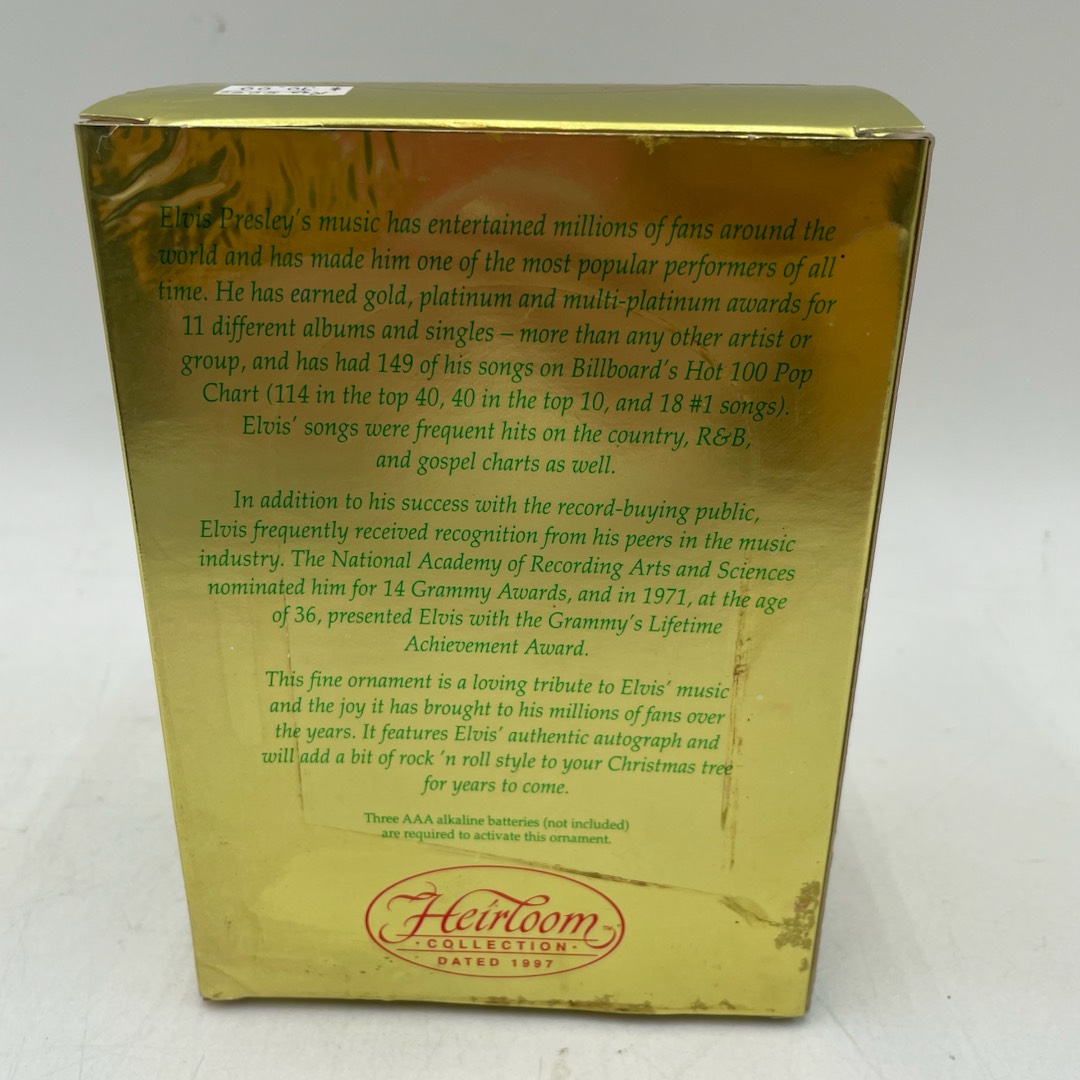 Elvis Presley's music has entertained millions of fans around the
world and has made him one of the most popular performers of all
time. He has earned gold, platinum and multi-platinum awards for
11 different albums and singles – more than any other artist or
group, and has had 149 of his songs on Billboard's Hot 100 Pop
Chart (114 in the top 40, 40 in the top 10, and 18 #1 songs).
Elvis' songs were frequent hits on the country, R&B,
and gospel charts as well.
In addition to his success with the record-buying public,
Elvis frequently received recognition from his peers in the music
industry. The National Academy of Recording Arts and Sciences
nominated him for 14 Grammy Awards, and in 1971, at the age
of 36, presented Elvis with the Grammy's Lifetime
Achievement Award.
This fine ornament is a loving tribute to Elvis' music
and the joy it has brought to his millions of fans over
the years. It features Elvis' authentic autograph and
will add a bit of rock 'n roll style to your Christmas tree
for years to come.
Three AAA alkaline batteries (not included)
are required to activate this ornament.
Heirloom™
·COLLECTION·
DATED 1997